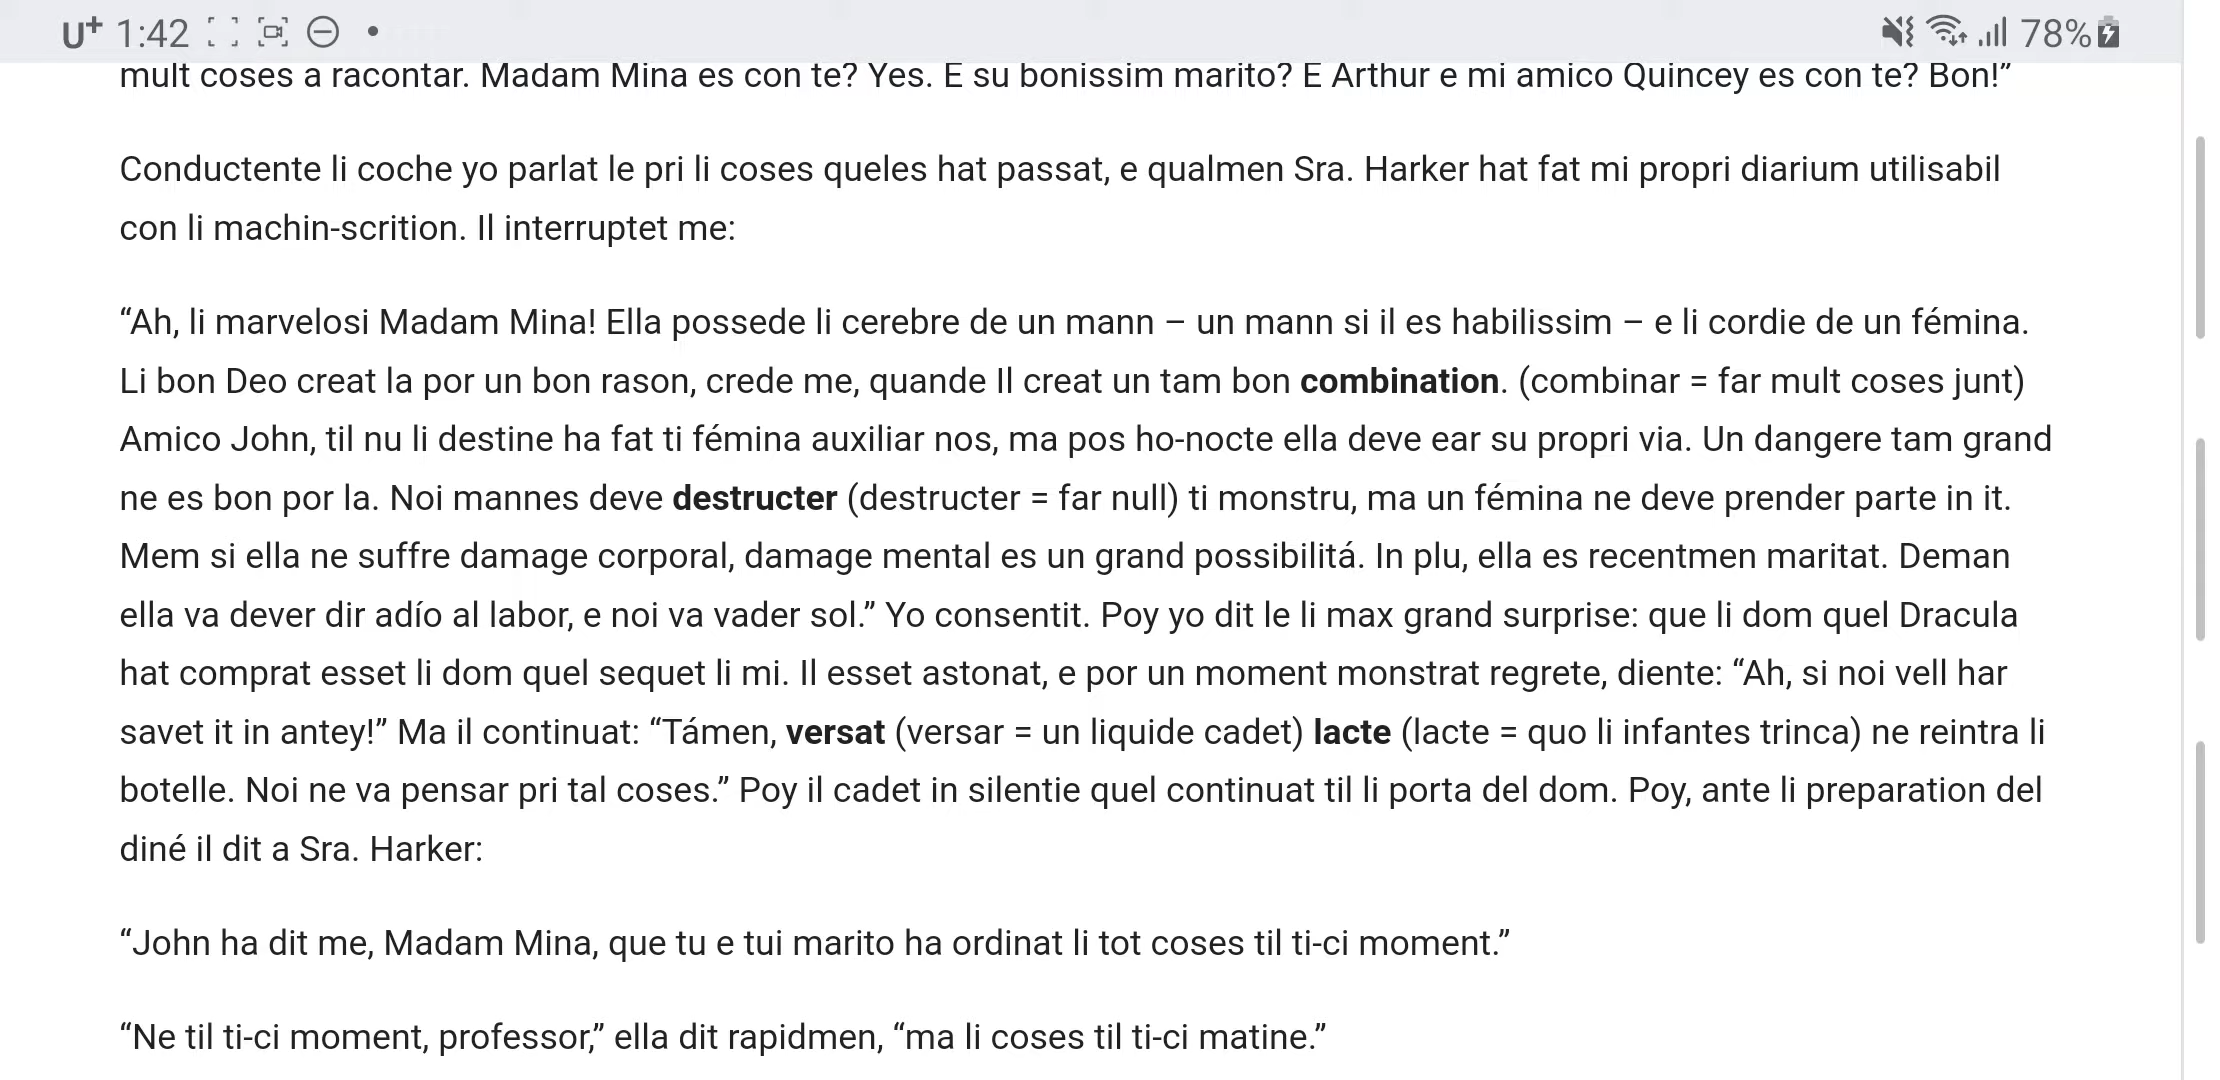 U+ 1:42
78%
mult coses a racontar. Madam Mina es con te? Yes. E su bonissim marito? E Arthur e mi amico Quincey es con te? Bon!”
Conductente li coche yo parlat le pri li coses queles hat passat, e qualmen Sra. Harker hat fat mi propri diarium utilisabil
con li machin-scrition. Il interruptet me:
“Ah, li marvelosi Madam Mina! Ella possede li cerebre de un mann – un mann si il es habilissim – e li cordie de un fémina.
Li bon Deo creat la por un bon rason, crede me, quande Il creat un tam bon combination. (combinar = far mult coses junt)
Amico John, til nu li destine ha fat ti fémina auxiliar nos, ma pos ho-nocte ella deve ear su propri via. Un dangere tam grand
ne es bon por la. Noi mannes deve destructer (destructer = far null) ti monstru, ma un fémina ne deve prender parte in it.
Mem si ella ne suffre damage corporal, damage mental es un grand possibilitá. In plu, ella es recentmen maritat. Deman
ella va dever dir adío al labor, e noi va vader sol.” Yo consentit. Poy yo dit le li max grand surprise: que li dom quel Dracula
hat comprat esset li dom quel sequet li mi. Il esset astonat, e por un moment monstrat regrete, diente: “Ah, si noi vell har
savet it in antey!” Ma il continuat: “Támen, versat (versar = un liquide cadet) lacte (lacte = quo li infantes trinca) ne reintra li
botelle. Noi ne va pensar pri tal coses.” Poy il cadet in silentie quel continuat til li porta del dom. Poy, ante li preparation del
diné il dit a Sra. Harker:
“John ha dit me, Madam Mina, que tu e tui marito ha ordinat li tot coses til ti-ci moment.”
“Ne til ti-ci moment, professor,” ella dit rapidmen, “ma li coses til ti-ci matine.”